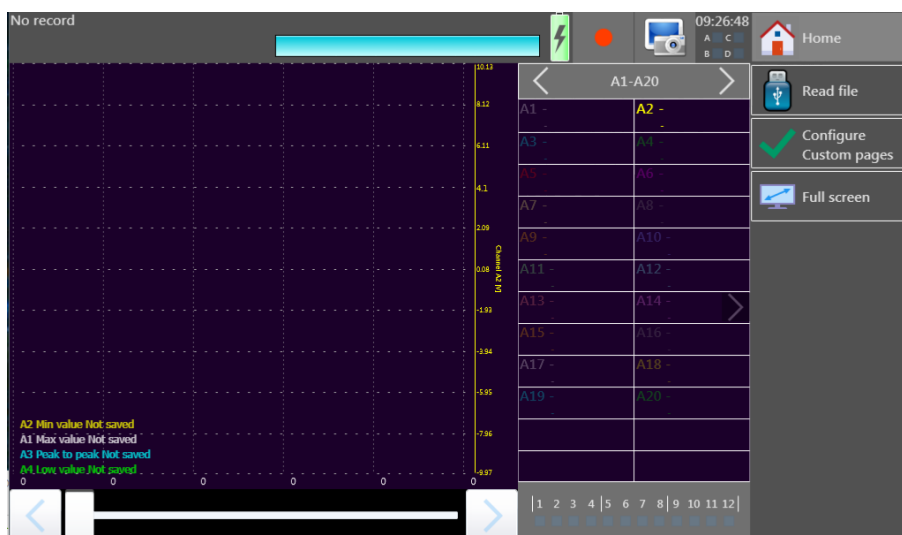 No record
09:26:48
A C
B D
Home
Read file
Configure
Custom pages
Full screen
A1-A20
A1 -
A2 -
-
A3 -
A4 -
A5 -
A6 -
A7 -
A8 -
A9 -
A10 -
A11 -
A12 -
A13 -
A14 -
A15 -
A16 -
A17 -
A18 -
A19 -
A20 -
10.13
8.12
6.11
4.1
2.09
0.08
-1.93
-3.94
-5.95
-7.96
-9.97
Channel A2 [V]
A2 Min value Not saved
A1 Max value Not saved
A3 Peak to peak Not saved
A4 Low value Not saved
0 0 0 0 0 0
1 2 3 4 5 6 7 8 9 10 11 12